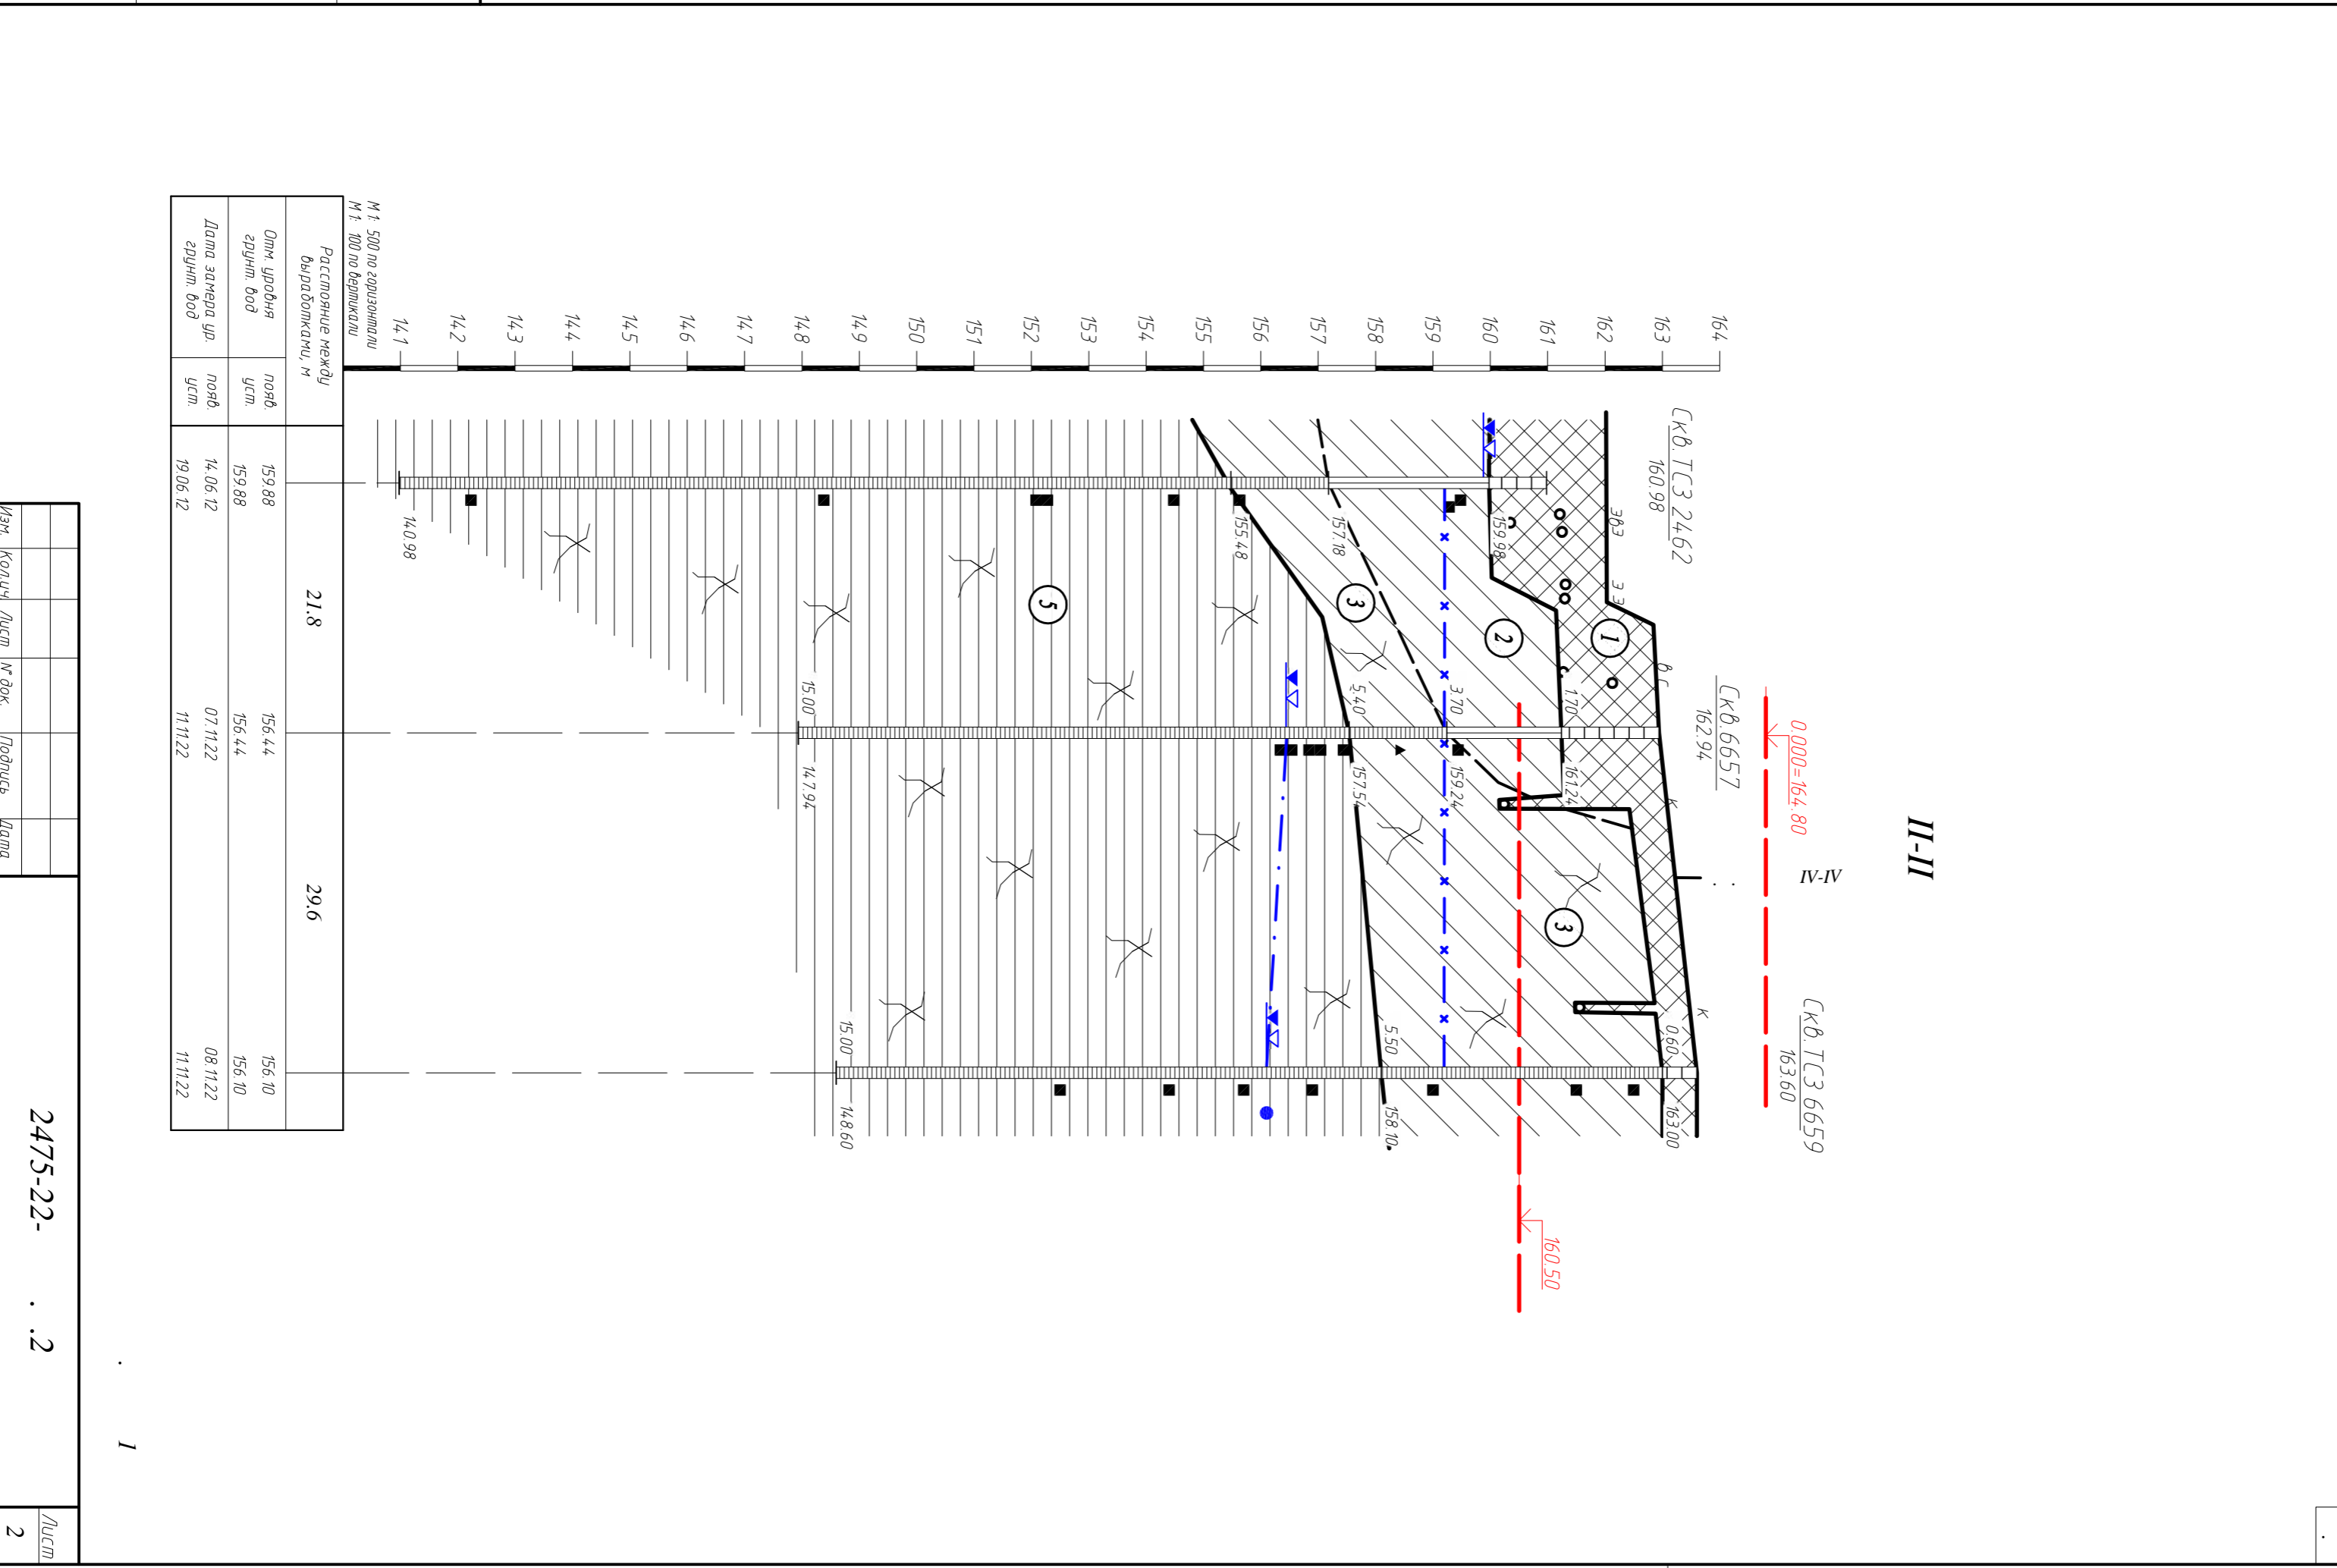 II-II
IV-IV
0.000=164.80
160.50
Скв. ТСЗ 2462
160.98
Скв. 6657
162.94
Скв. ТСЗ 6659
163.60
164
163
162
161
160
159
158
157
156
155
154
153
152
151
150
149
148
147
146
145
144
143
142
141
ЭВЭ
Э Э
В Г
К
К
1
2
3
3
5
159.98
157.18
155.48
140.98
1.70
161.24
3.70
159.24
5.40
157.54
15.00
147.94
0.60
163.00
5.50
158.10
15.00
148.60
М 1: 500 по горизонтали
М 1: 100 по вертикали
Расстояние между
выработками, м
21.8
29.6
Отм. уровня
грунт. вод
появ.
уст.
159.88
156.44
156.10
159.88
156.44
156.10
Дата замера ур.
грунт. вод
появ.
уст.
14.06.12
07.11.22
08.11.22
19.06.12
11.11.22
11.11.22
1
Изм.
Кол.уч.
Лист
№ док.
Подпись
Дата
2475-22- . .2
Лист
2